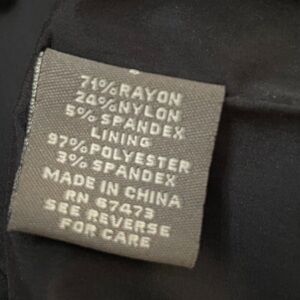 71% RAYON
24% NYLON
5% SPANDEX
LINING
97% POLYESTER
3% SPANDEX
MADE IN CHINA
RN 67473
SEE REVERSE
FOR CARE